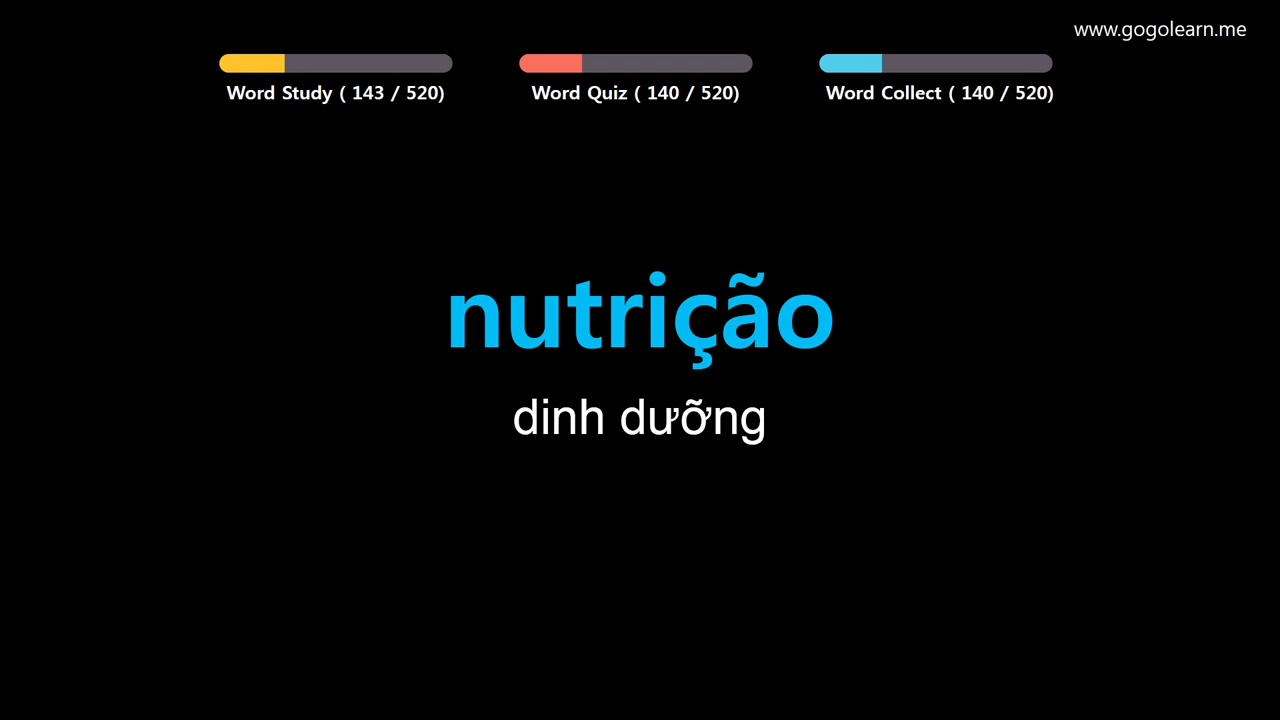 www.gogolearn.me
Word Study ( 143 / 520)
Word Quiz ( 140 / 520)
Word Collect ( 140 / 520)
nutrição
dinh dưỡng